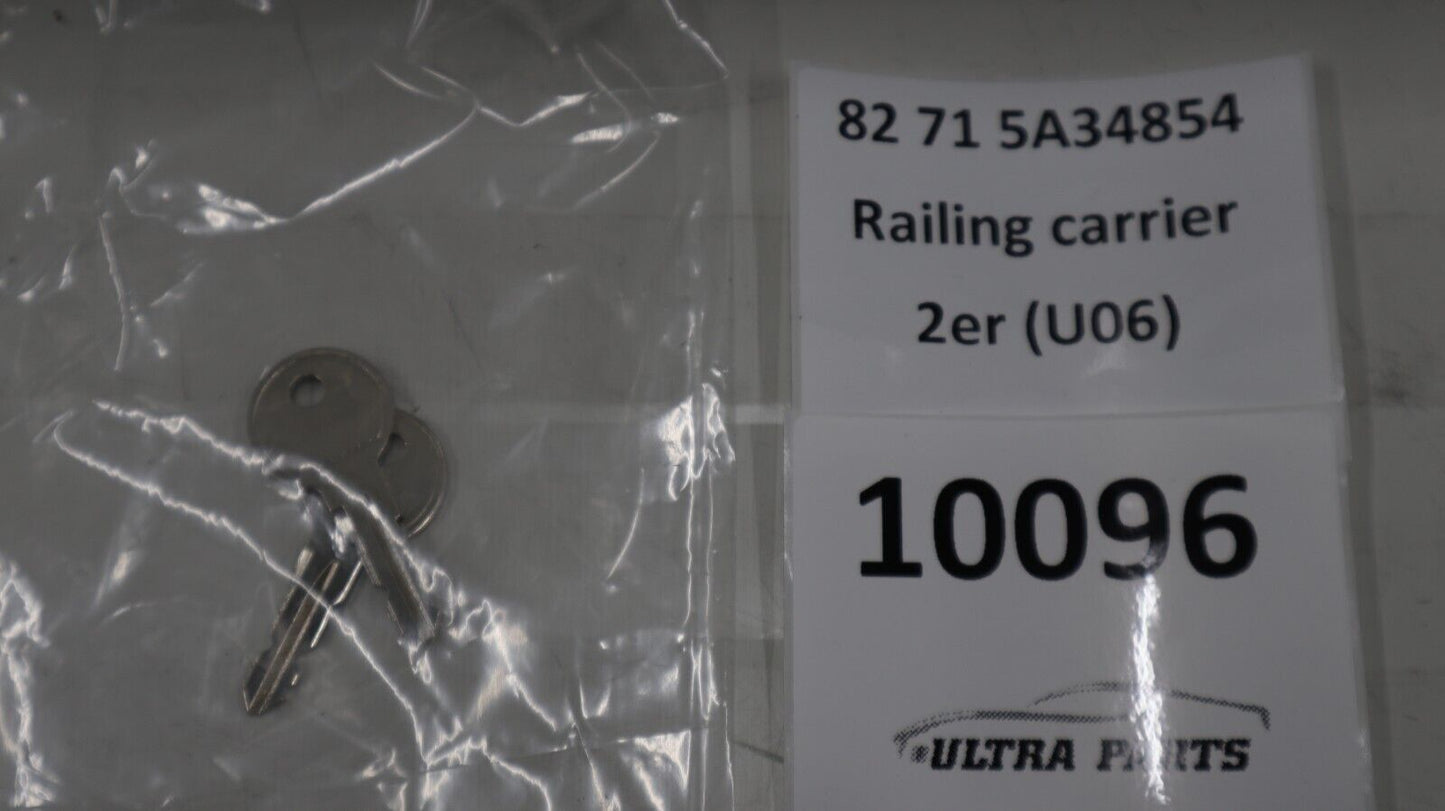 82 71 5A34854
Railing carrier
2er (U06)
10096
ULTRA PARTS